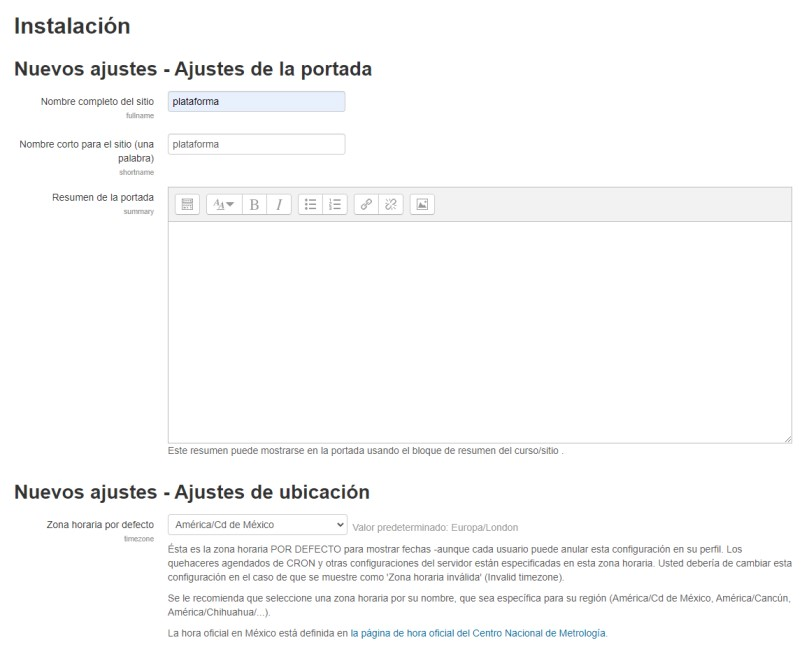 Instalación
Nuevos ajustes - Ajustes de la portada
Nombre completo del sitio
plataforma
fullname
Nombre corto para el sitio (una
palabra)
plataforma
shortname
Resumen de la portada
summary
Este resumen puede mostrarse en la portada usando el bloque de resumen del curso/sitio .
Nuevos ajustes - Ajustes de ubicación
Zona horaria por defecto
América/Cd de México
Valor predeterminado: Europa/London
timezone
Ésta es la zona horaria POR DEFECTO para mostrar fechas -aunque cada usuario puede anular esta configuración en su perfil. Los
quehaceres agendados de CRON y otras configuraciones del servidor están especificadas en esta zona horaria. Usted debería de cambiar esta
configuración en el caso de que se muestre como 'Zona horaria inválida' (Invalid timezone).
Se le recomienda que seleccione una zona horaria por su nombre, que sea específica para su región (América/Cd de México, América/Cancún,
América/Chihuahua/...).
La hora oficial en México está definida en la página de hora oficial del Centro Nacional de Metrología.